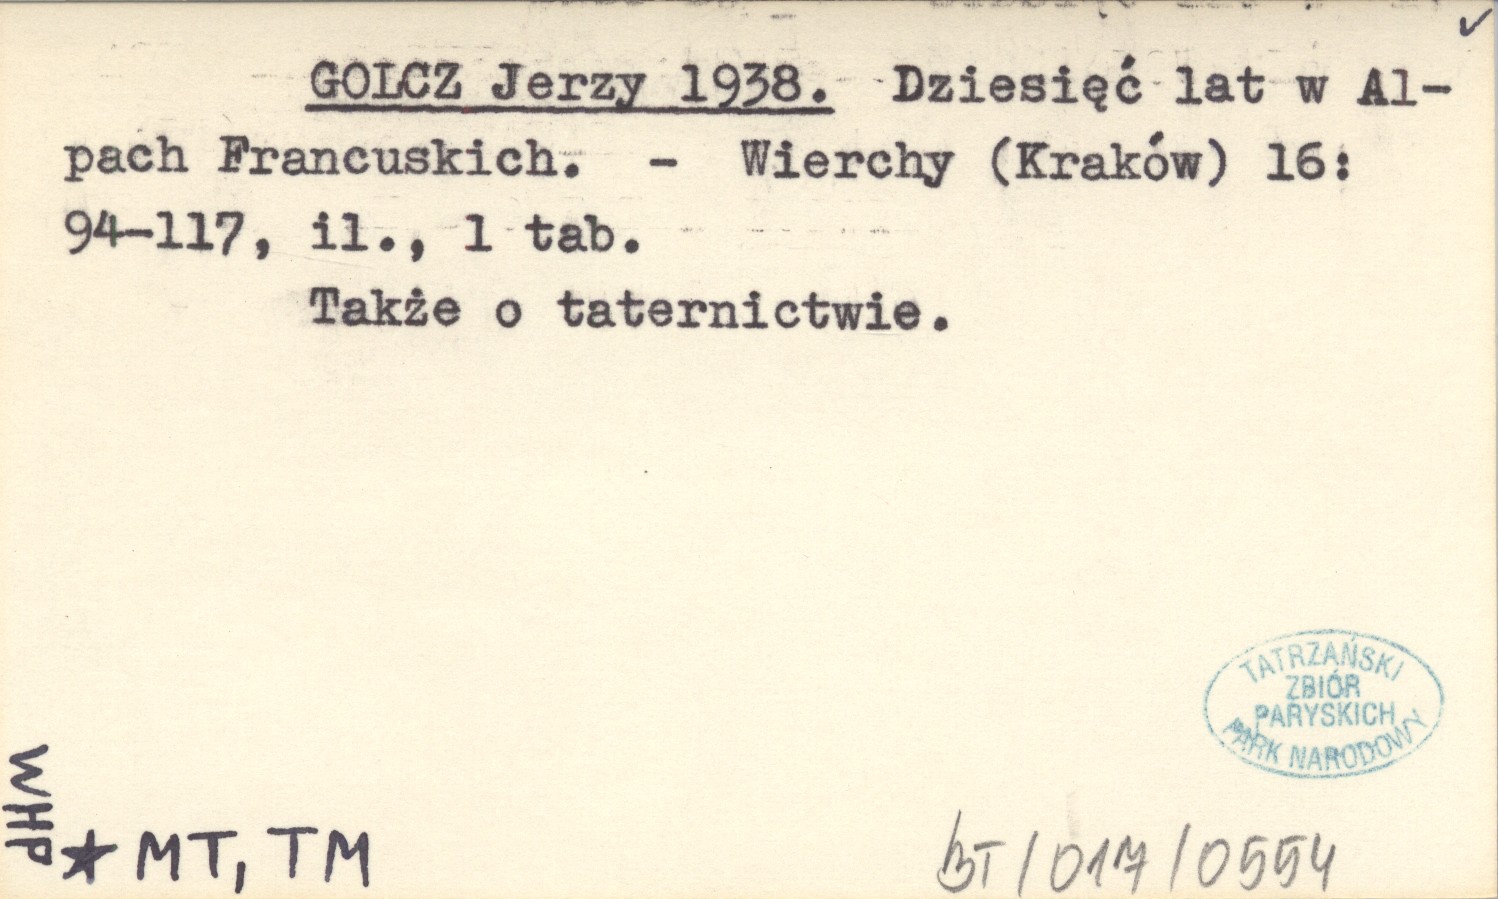 GOLCZ Jerzy 1938. Dziesięć lat w Al-
pach Francuskich. - Wierchy (Kraków) 16:
94-117, il., 1 tab.
Także o taternictwie.
TATRZAŃSKI
ZBIÓR
PARYSKICH
PARK NARODOWY
WHP
★ MT, TM
BT/017/0554